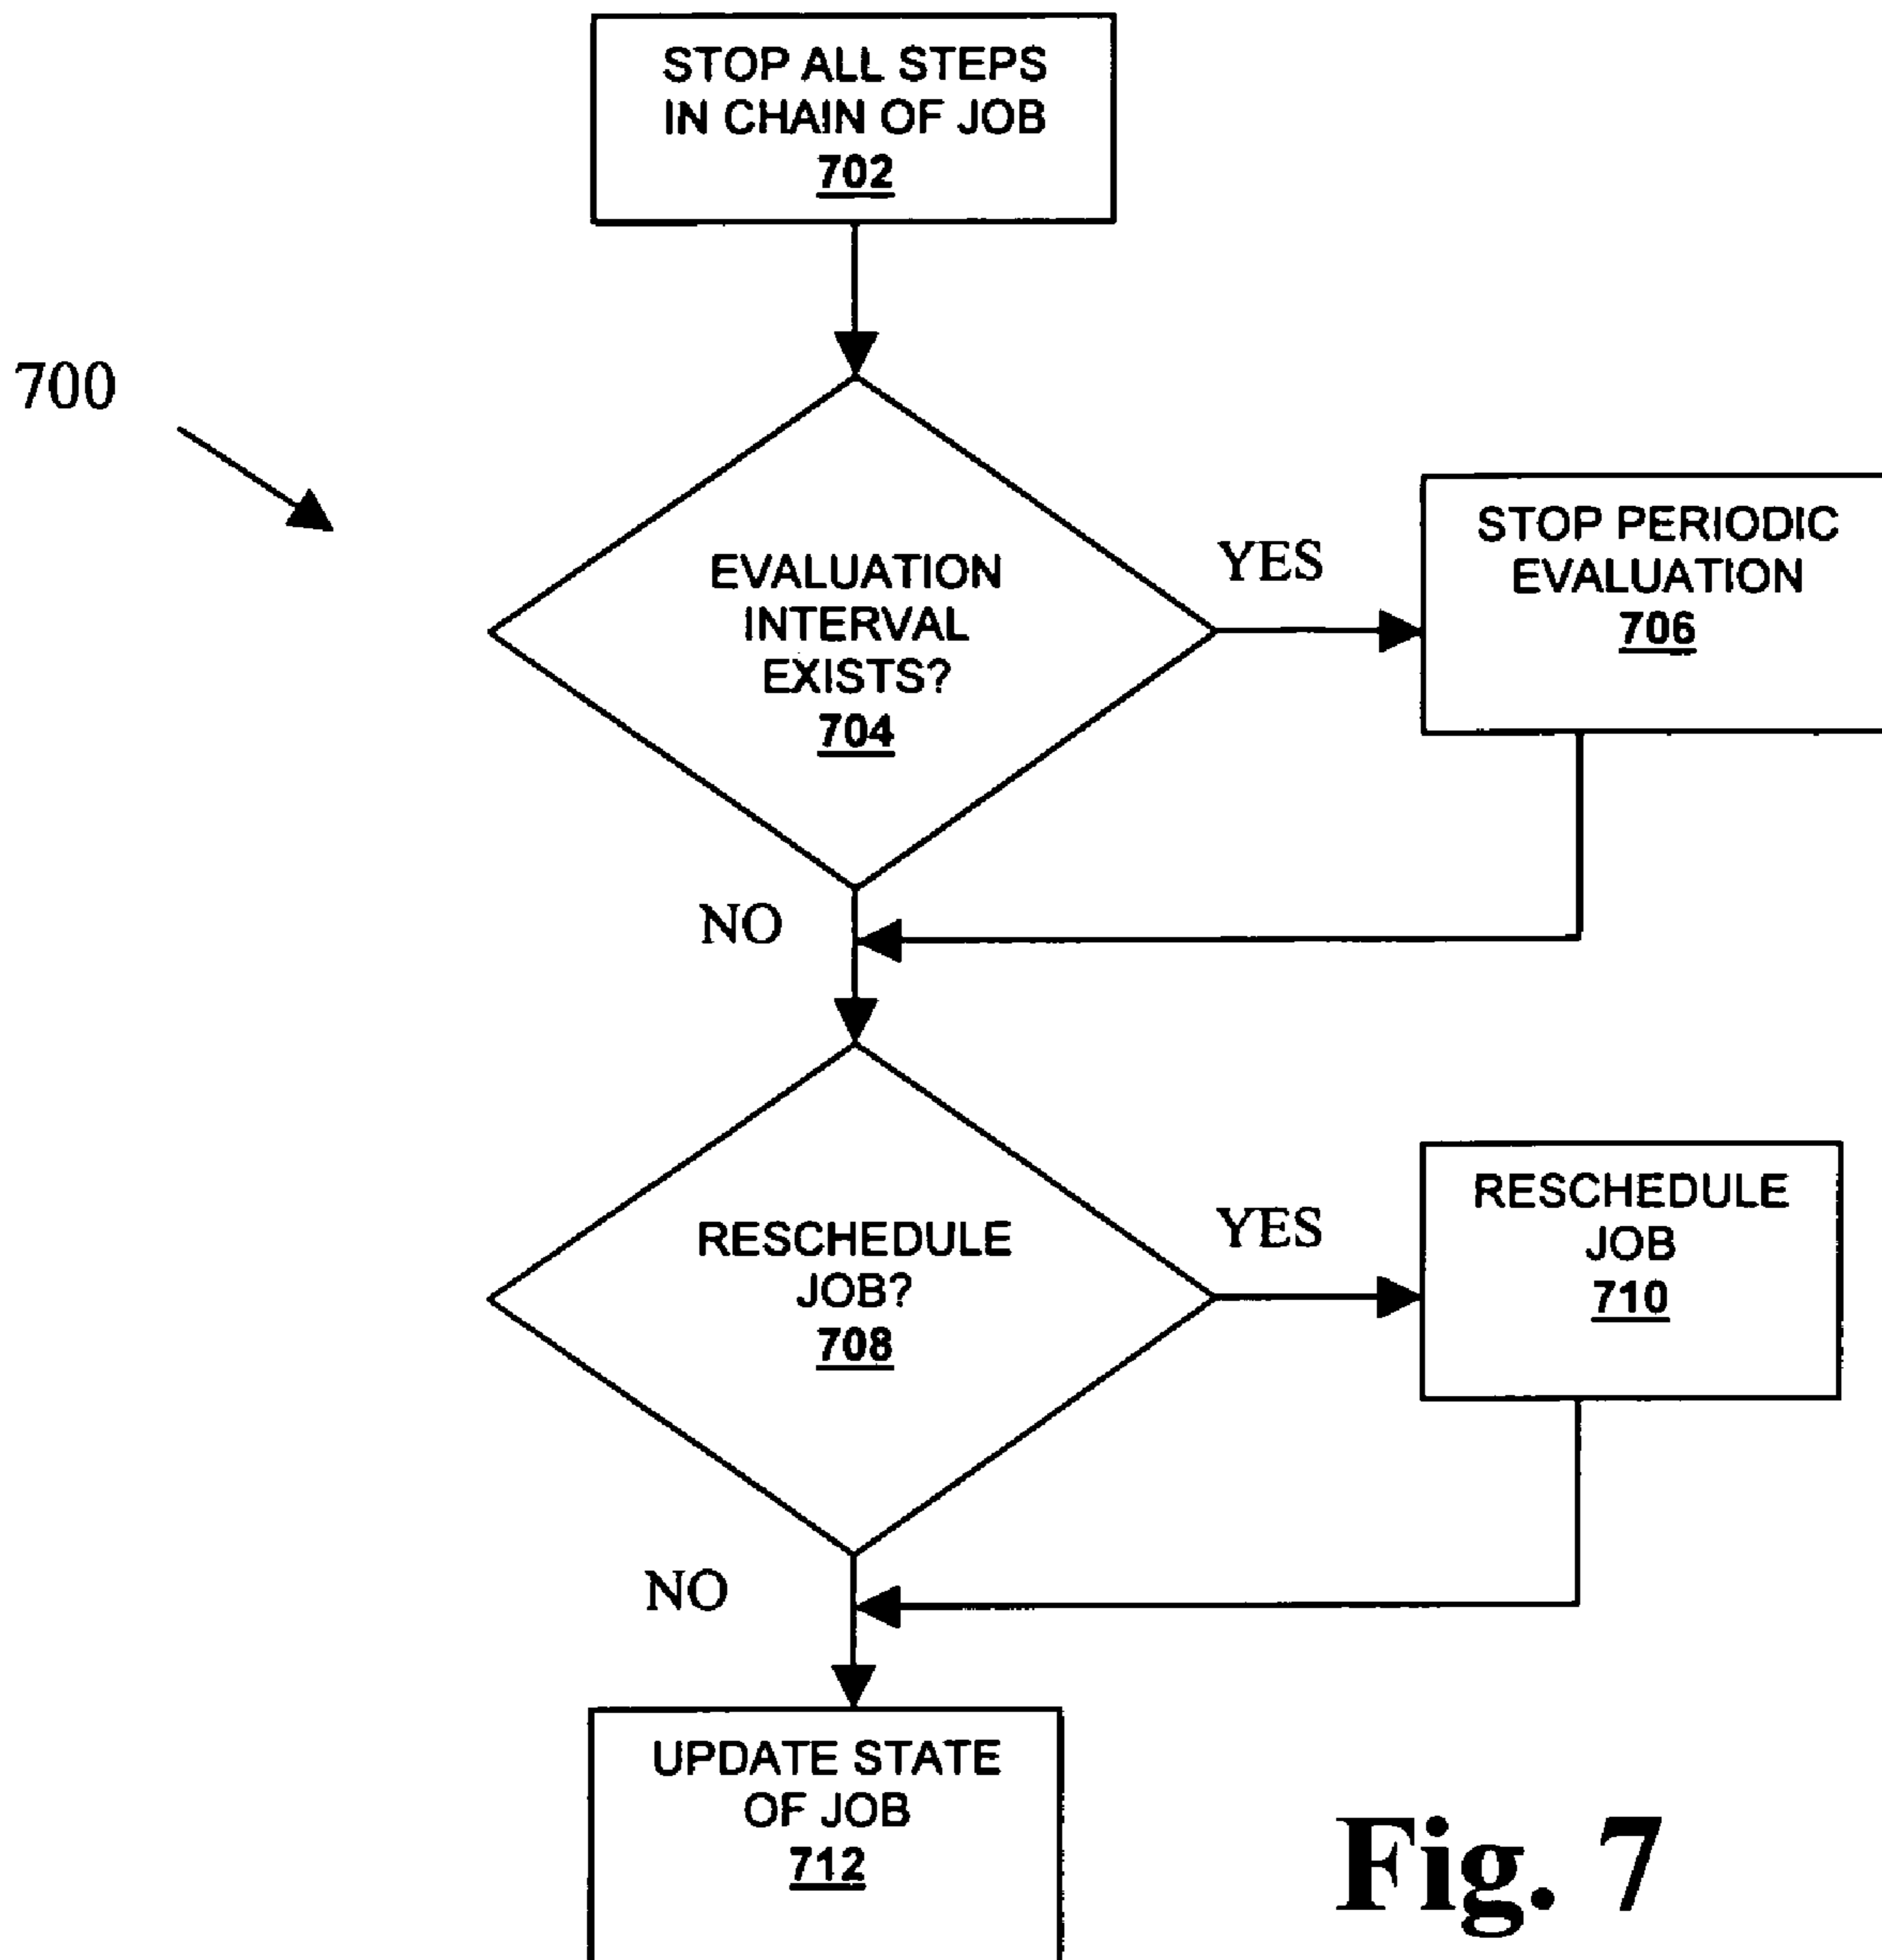 STOP ALL STEPS
IN CHAIN OF JOB
702
700
EVALUATION
INTERVAL
EXISTS?
704
YES
STOP PERIODIC
EVALUATION
706
NO
RESCHEDULE
JOB?
708
YES
RESCHEDULE
JOB
710
NO
UPDATE STATE
OF JOB
712
Fig. 7